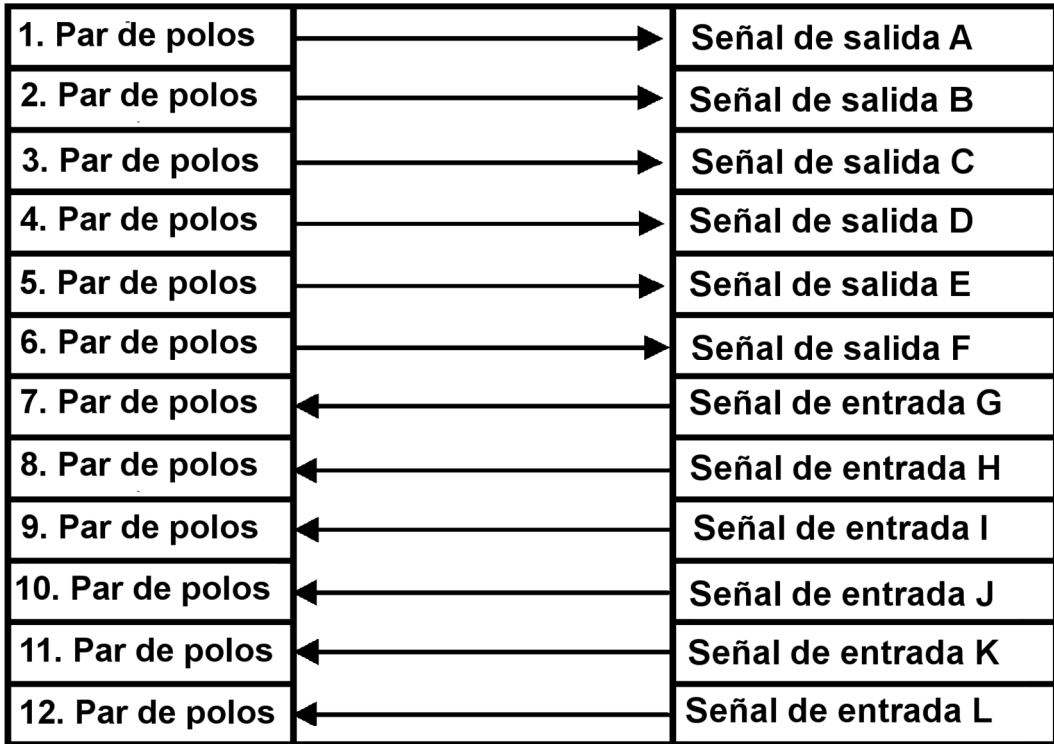 1. Par de polos Señal de salida A
2. Par de polos Señal de salida B
3. Par de polos Señal de salida C
4. Par de polos Señal de salida D
5. Par de polos Señal de salida E
6. Par de polos Señal de salida F
7. Par de polos Señal de entrada G
8. Par de polos Señal de entrada H
9. Par de polos Señal de entrada I
10. Par de polos Señal de entrada J
11. Par de polos Señal de entrada K
12. Par de polos Señal de entrada L